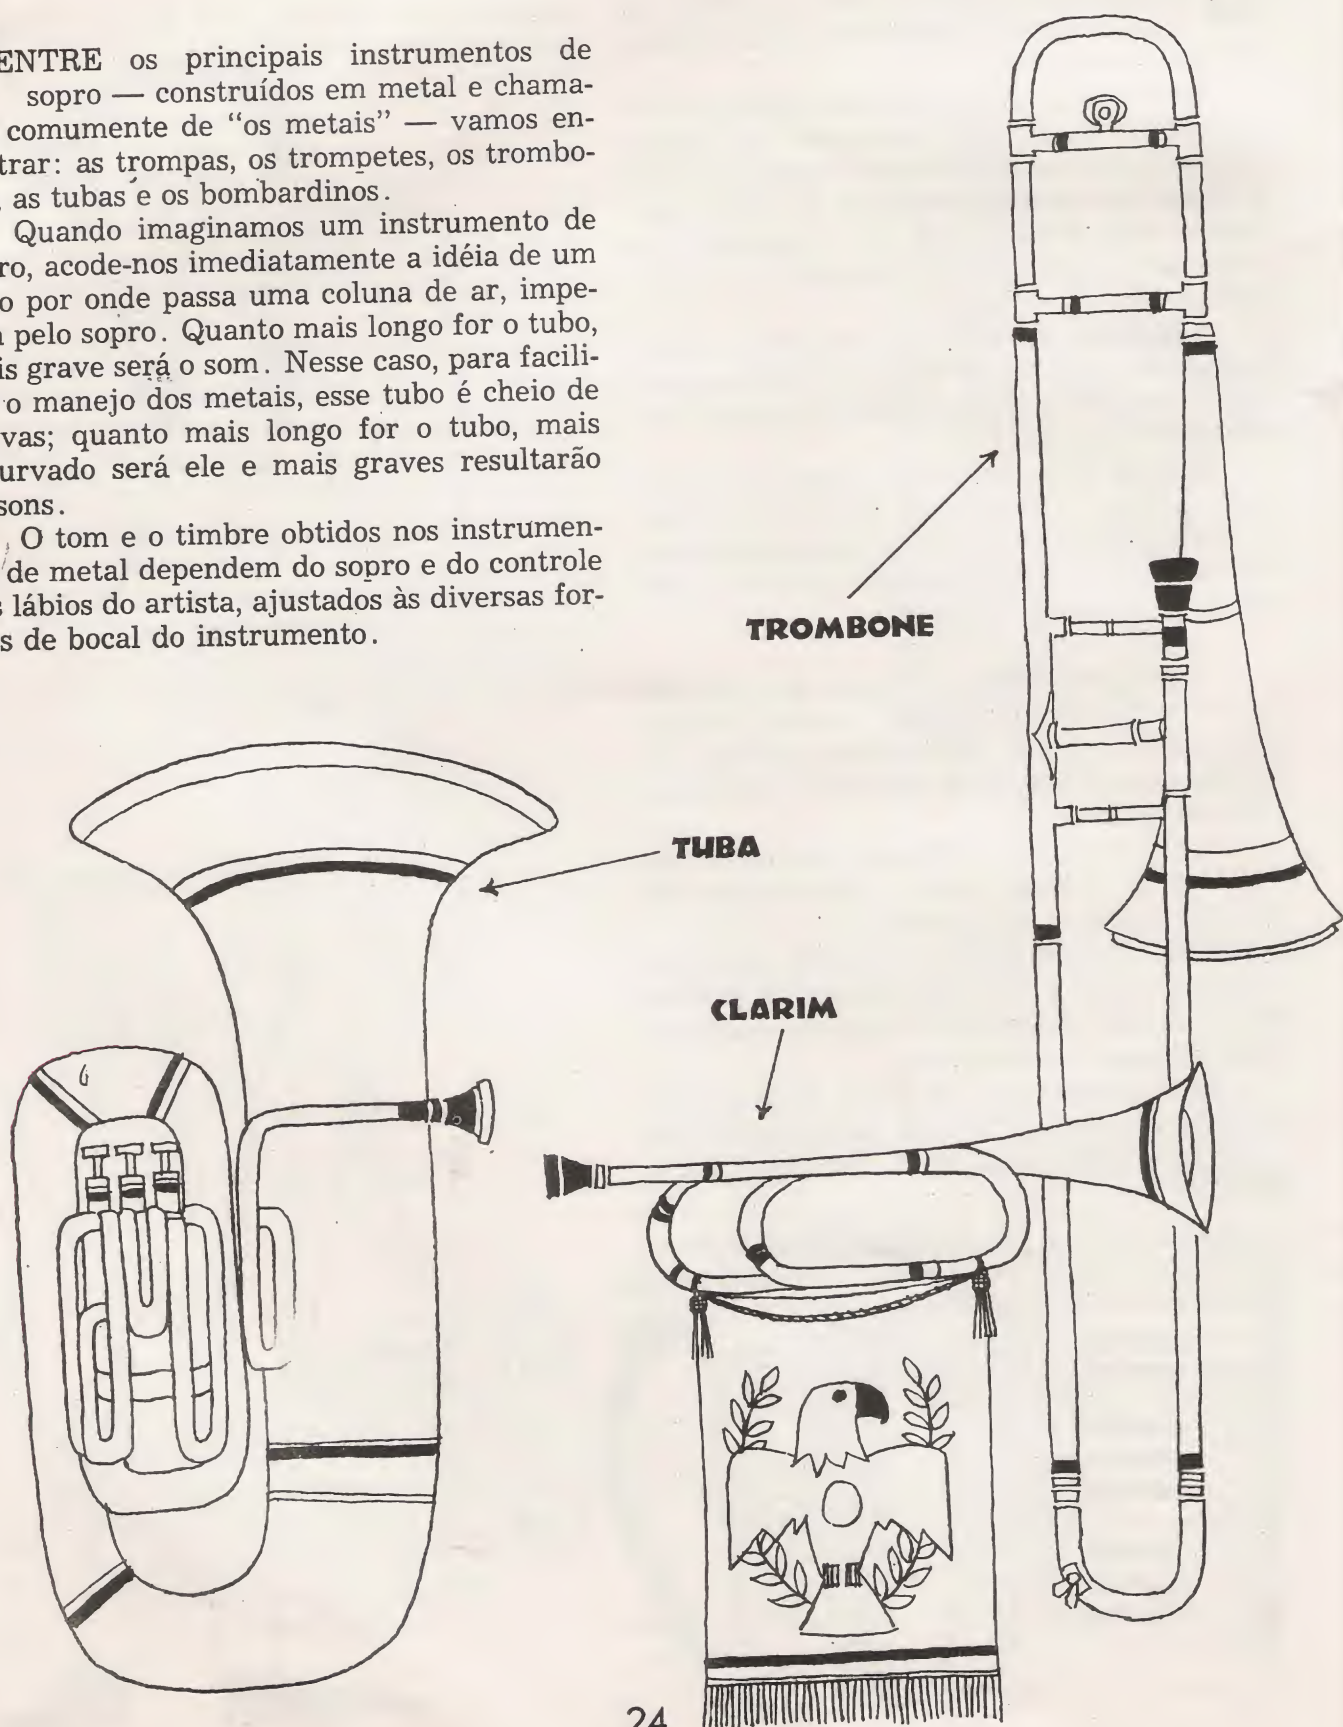 ENTRE os principais instrumentos de
sopro — construídos em metal e chama-
comumente de “os metais” — vamos en-
trar: as trompas, os trompetes, os trombo-
, as tubas e os bombardinos.
Quando imaginamos um instrumento de
ro, acode-nos imediatamente a idéia de um
o por onde passa uma coluna de ar, impe-
a pelo sopro. Quanto mais longo for o tubo,
is grave será o som. Nesse caso, para facili-
o manejo dos metais, esse tubo é cheio de
vas; quanto mais longo for o tubo, mais
urvado será ele e mais graves resultarão
sons.
O tom e o timbre obtidos nos instrumen-
de metal dependem do sopro e do controle
s lábios do artista, ajustados às diversas for-
s de bocal do instrumento.
TROMBONE
TUBA
CLARIM
24